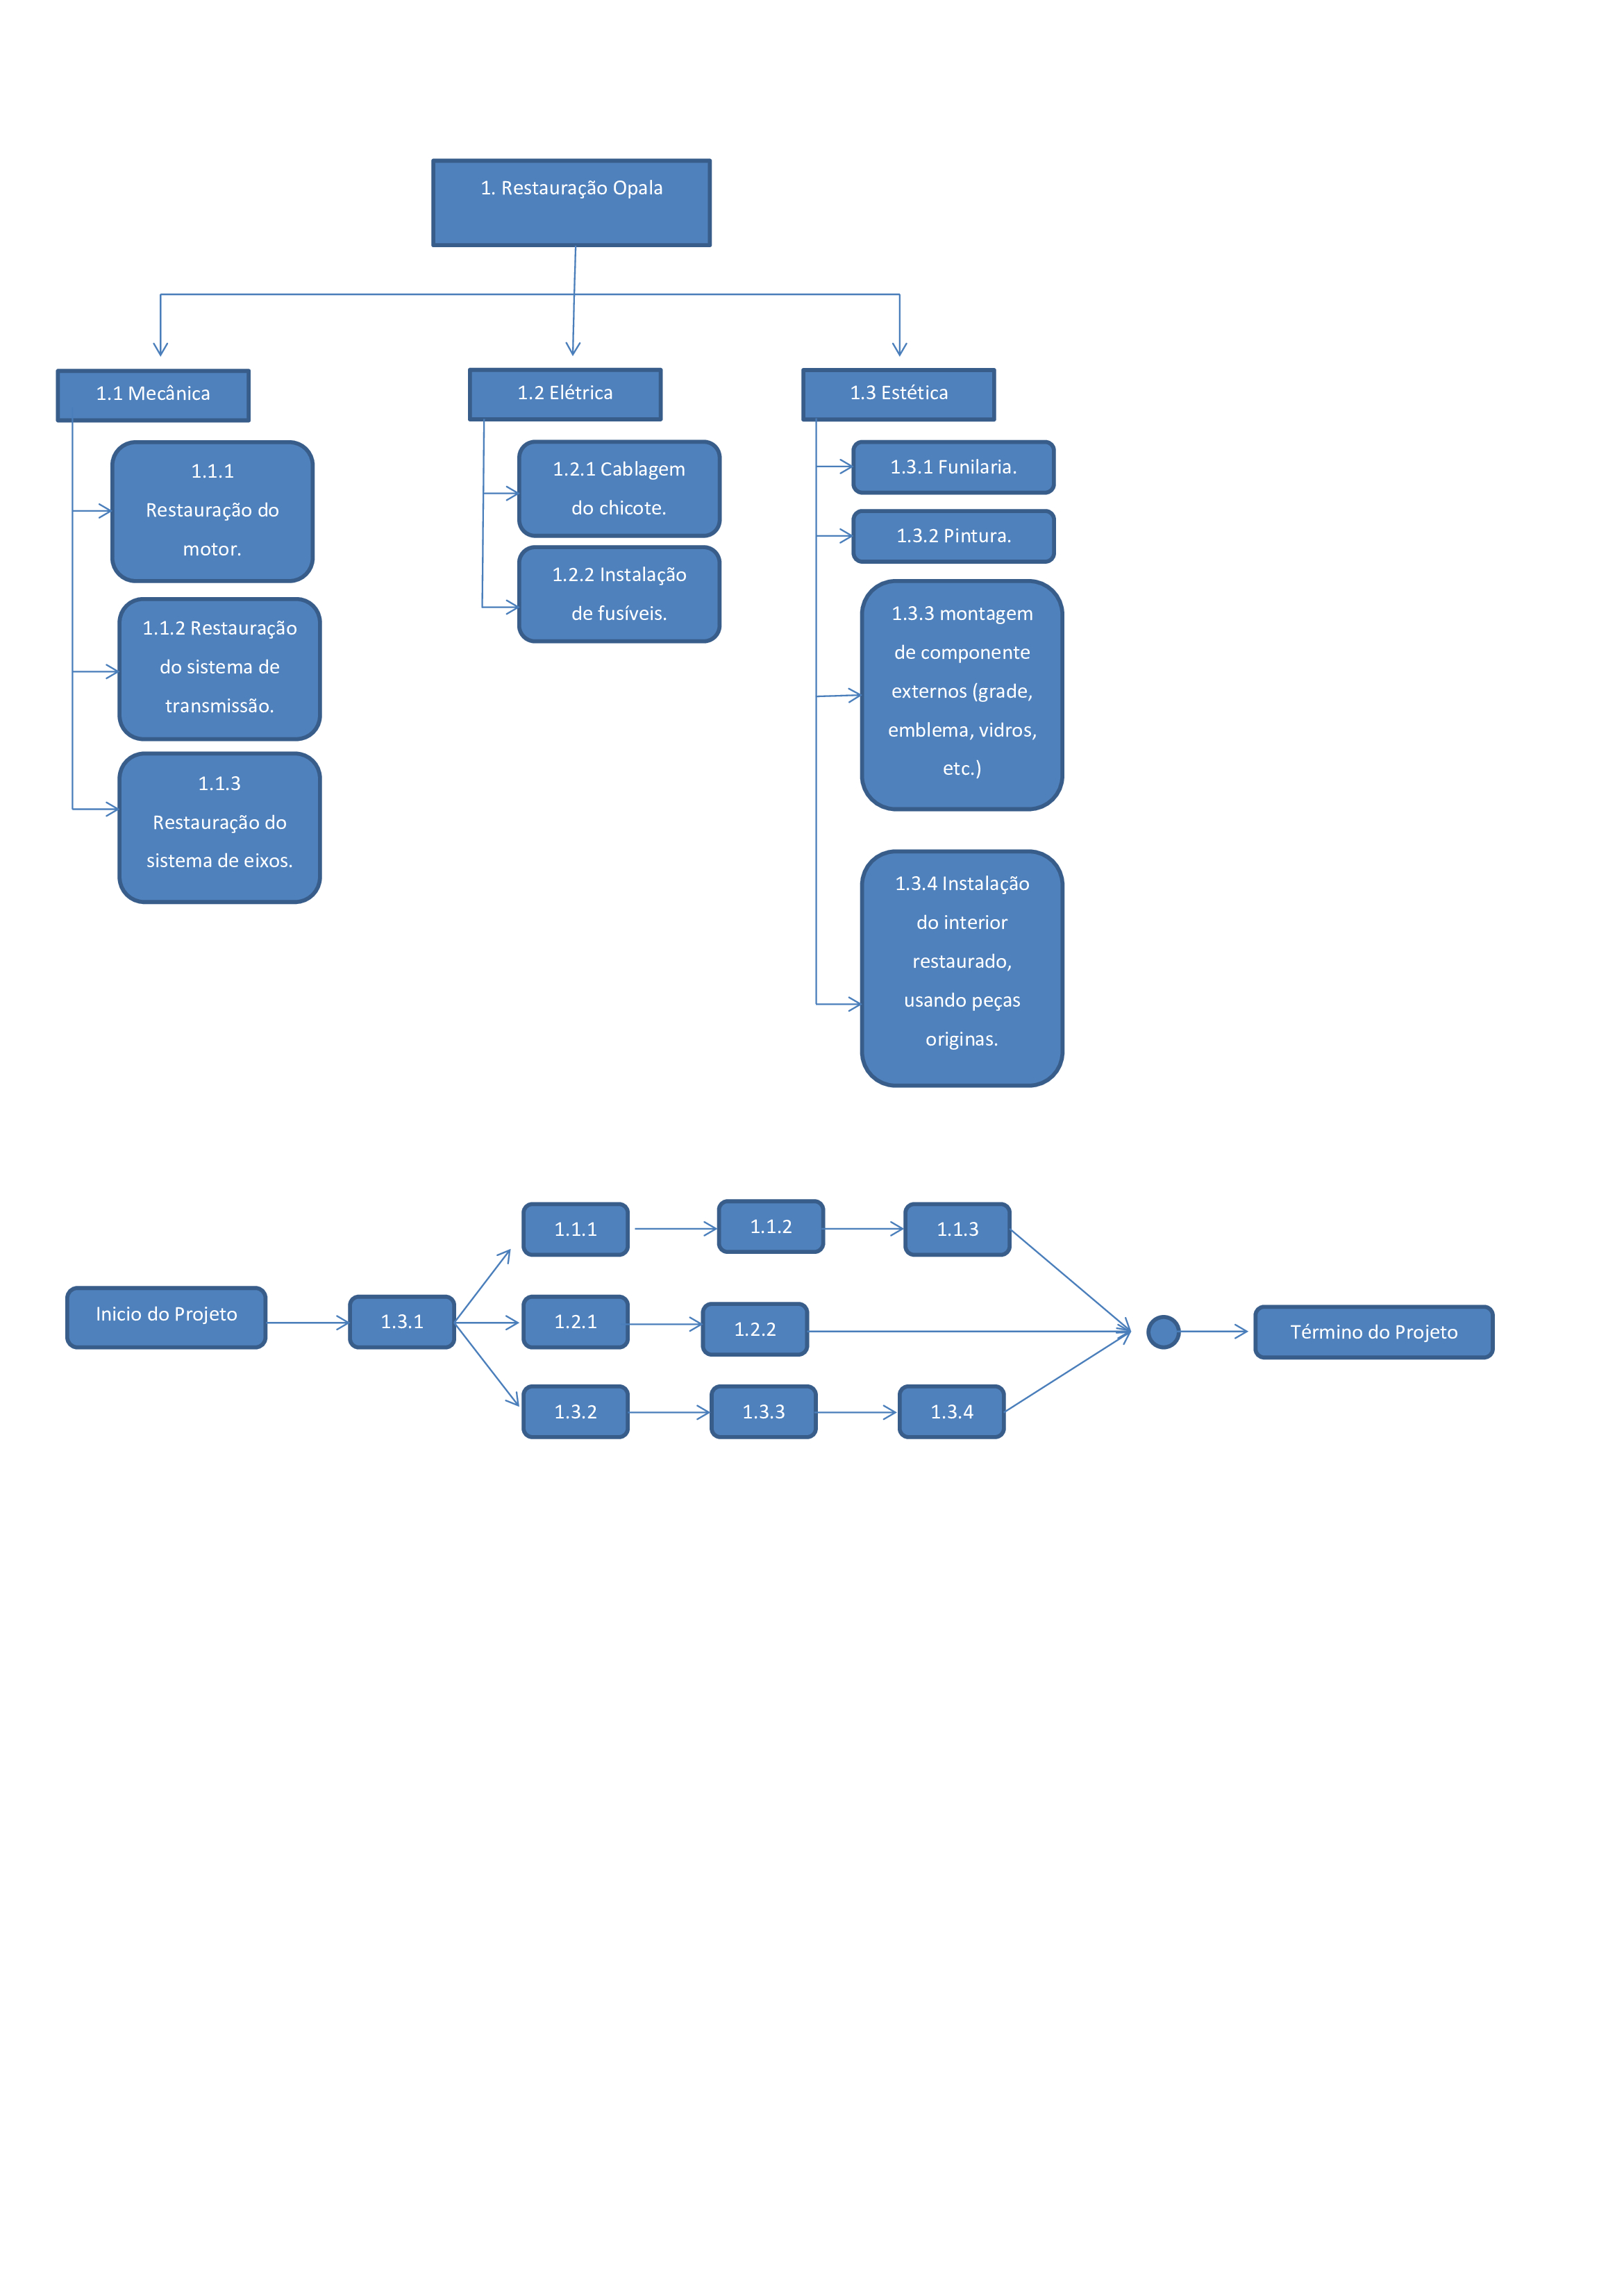 1. Restauração Opala
1.1 Mecânica
1.1.1
Restauração do
motor.
1.1.2 Restauração
do sistema de
transmissão.
1.1.3
Restauração do
sistema de eixos.
1.2 Elétrica
1.2.1 Cablagem
do chicote.
1.2.2 Instalação
de fusíveis.
1.3 Estética
1.3.1 Funilaria.
1.3.2 Pintura.
1.3.3 montagem
de componente
externos (grade,
emblema, vidros,
etc.)
1.3.4 Instalação
do interior
restaurado,
usando peças
originas.
Inicio do Projeto
1.3.1
1.1.1
1.1.2
1.1.3
1.2.1
1.2.2
1.3.2
1.3.3
1.3.4
Término do Projeto